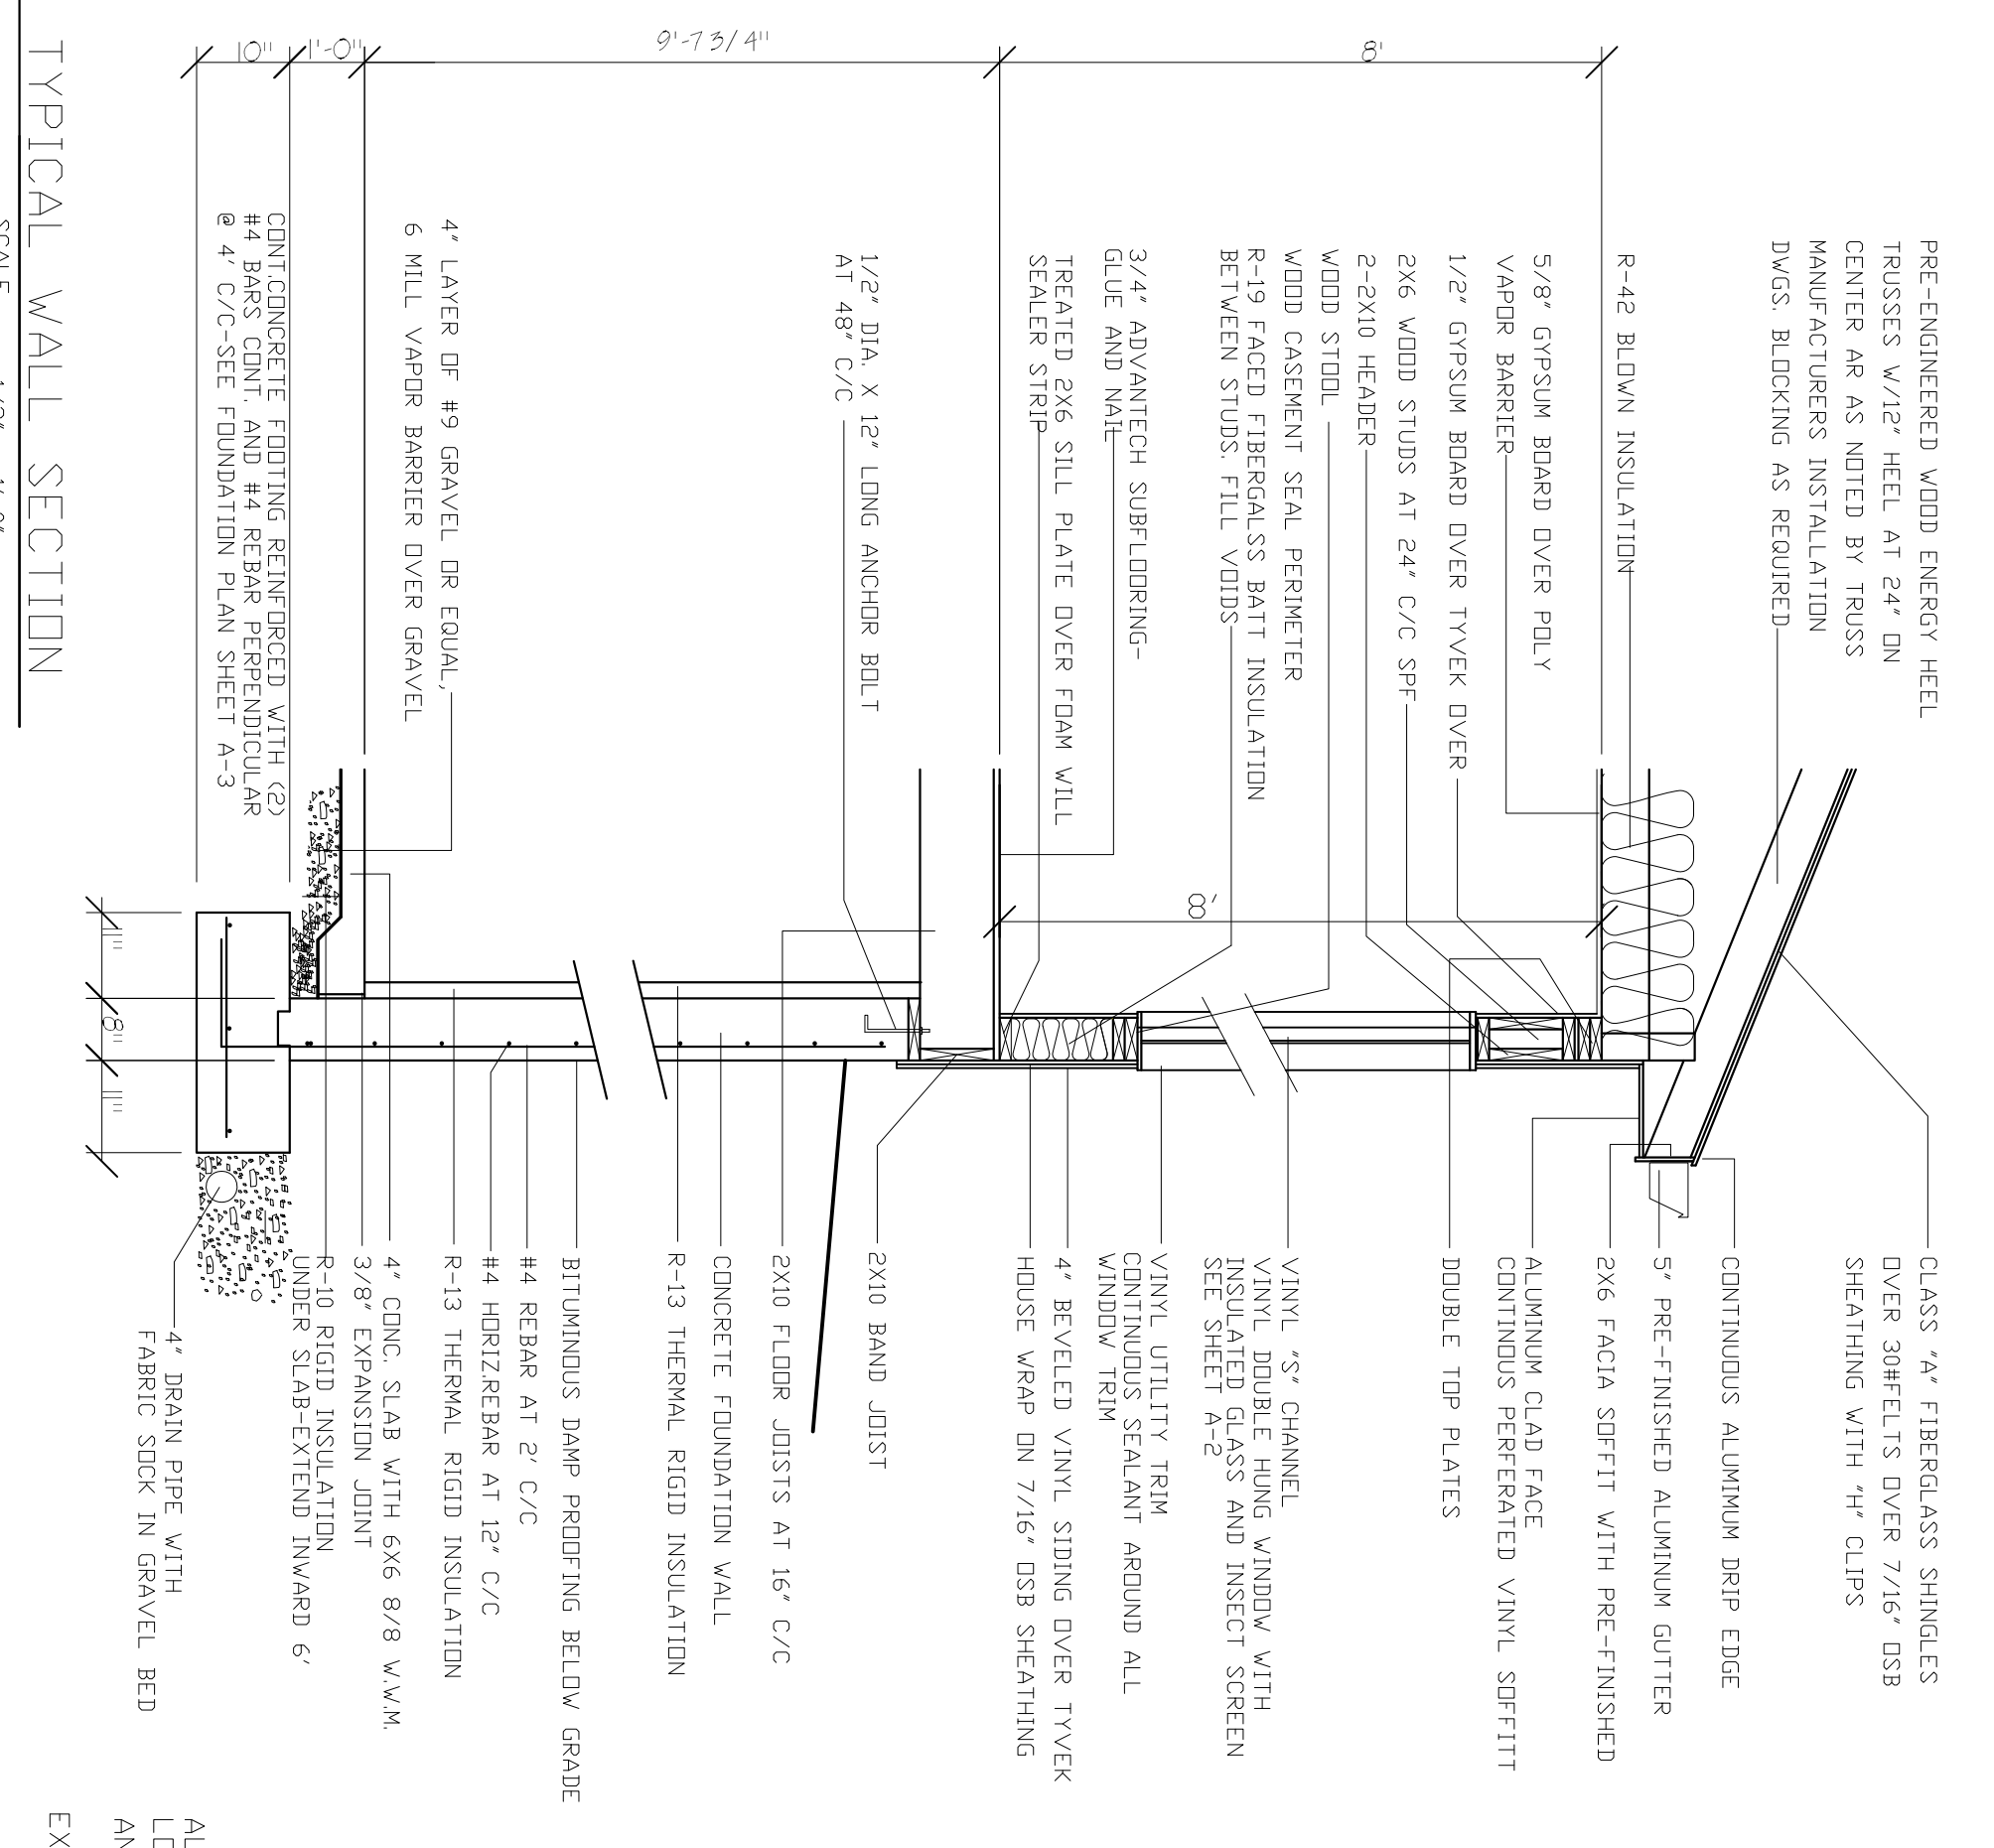 PRE-ENGINEERED WOOD ENERGY HEEL
TRUSSES W/12" HEEL AT 24" ON
CENTER AR AS NOTED BY TRUSS
MANUFACTURERS INSTALLATION
DWGS. BLOCKING AS REQUIRED
R-42 BLOWN INSULATION
5/8" GYPSUM BOARD OVER POLY
VAPOR BARRIER
1/2" GYPSUM BOARD OVER TYVEK OVER
2X6 WOOD STUDS AT 24" C/C SPF
2-2X10 HEADER
WOOD STOOL
WOOD CASEMENT SEAL PERIMETER
R-19 FACED FIBERGALSS BATT INSULATION
BETWEEN STUDS. FILL VOIDS
3/4" ADVANTECH SUBFLOORING-
GLUE AND NAIL
TREATED 2X6 SILL PLATE OVER FOAM WILL
SEALER STRIP
1/2" DIA. X 12" LONG ANCHOR BOLT
AT 48" C/C
4" LAYER OF #9 GRAVEL OR EQUAL,
6 MILL VAPOR BARRIER OVER GRAVEL
CONT.CONCRETE FOOTING REINFORCED WITH (2)
#4 BARS CONT. AND #4 REBAR PERPENDICULAR
@ 4' C/C-SEE FOUNDATION PLAN SHEET A-3
8'
9'-7 3/4"
1'-0"
10"
8'
11"
8"
11"
CLASS "A" FIBERGLASS SHINGLES
OVER 30#FELTS OVER 7/16" OSB
SHEATHING WITH "H" CLIPS
CONTINUOUS ALUMIMUM DRIP EDGE
5" PRE-FINISHED ALUMINUM GUTTER
2X6 FACIA SOFFIT WITH PRE-FINISHED
ALUMINUM CLAD FACE
CONTINOUS PERFERATED VINYL SOFFITT
DOUBLE TOP PLATES
VINYL "S" CHANNEL
VINYL DOUBLE HUNG WINDOW WITH
INSULATED GLASS AND INSECT SCREEN
SEE SHEET A-2
VINYL UTILITY TRIM
CONTINUOUS SEALANT AROUND ALL
WINDOW TRIM
4" BEVELED VINYL SIDING OVER TYVEK
HOUSE WRAP ON 7/16" OSB SHEATHING
2X10 BAND JOIST
2X10 FLOOR JOISTS AT 16" C/C
CONCRETE FOUNDATION WALL
R-13 THERMAL RIGID INSULATION
BITUMINOUS DAMP PROOFING BELOW GRADE
#4 REBAR AT 2' C/C
#4 HORIZ.REBAR AT 12" C/C
R-13 THERMAL RIGID INSULATION
4" CONC. SLAB WITH 6X6 8/8 W.W.M.
3/8" EXPANSION JOINT
R-10 RIGID INSULATION
UNDER SLAB-EXTEND INWARD 6'
4" DRAIN PIPE WITH
FABRIC SOCK IN GRAVEL BED
TYPICAL WALL SECTION